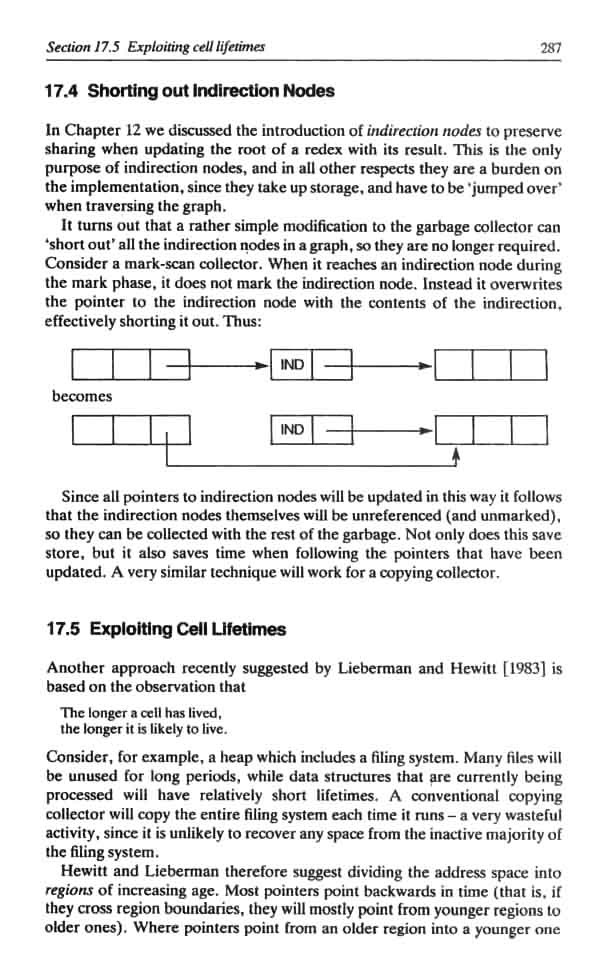 Section 17.5 Exploiting cell lifetimes 287
17.4 Shorting out Indirection Nodes
In Chapter 12 we discussed the introduction of indirection nodes to preserve
sharing when updating the root of a redex with its result. This is the only
purpose of indirection nodes, and in all other respects they are a burden on
the implementation, since they take up storage, and have to be 'jumped over'
when traversing the graph.
It turns out that a rather simple modification to the garbage collector can
'short out' all the indirection nodes in a graph, so they are no longer required.
Consider a mark-scan collector. When it reaches an indirection node during
the mark phase, it does not mark the indirection node. Instead it overwrites
the pointer to the indirection node with the contents of the indirection,
effectively shorting it out. Thus:
IND
becomes
IND
Since all pointers to indirection nodes will be updated in this way it follows
that the indirection nodes themselves will be unreferenced (and unmarked),
so they can be collected with the rest of the garbage. Not only does this save
store, but it also saves time when following the pointers that have been
updated. A very similar technique will work for a copying collector.
17.5 Exploiting Cell Lifetimes
Another approach recently suggested by Lieberman and Hewitt [1983] is
based on the observation that
The longer a cell has lived,
the longer it is likely to live.
Consider, for example, a heap which includes a filing system. Many files will
be unused for long periods, while data structures that are currently being
processed will have relatively short lifetimes. A conventional copying
collector will copy the entire filing system each time it runs – a very wasteful
activity, since it is unlikely to recover any space from the inactive majority of
the filing system.
Hewitt and Lieberman therefore suggest dividing the address space into
regions of increasing age. Most pointers point backwards in time (that is, if
they cross region boundaries, they will mostly point from younger regions to
older ones). Where pointers point from an older region into a younger one